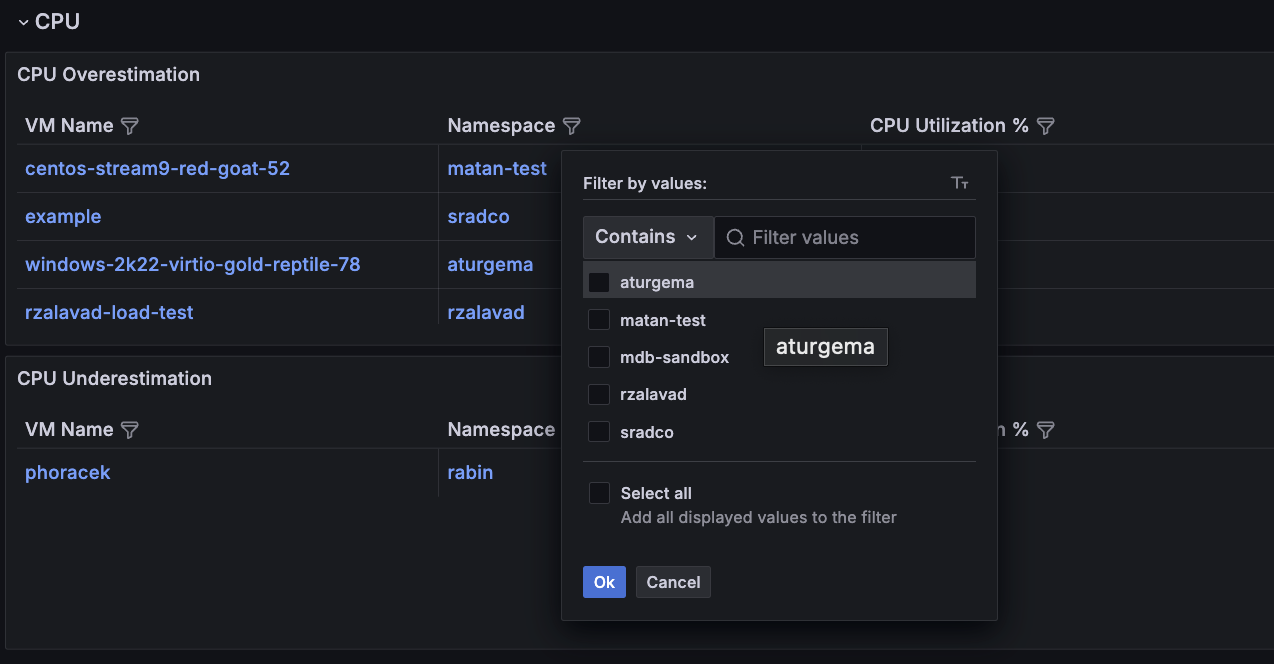 CPU
CPU Overestimation
VM Name Namespace CPU Utilization %
centos-stream9-red-goat-52 matan-test
example sradco
windows-2k22-virtio-gold-reptile-78 aturgema
rzalavad-load-test rzalavad
Filter by values:
Contains Filter values
aturgema
matan-test
mdb-sandbox
rzalavad
sradco
aturgema
Select all
Add all displayed values to the filter
Ok Cancel
CPU Underestimation
VM Name Namespace n %
phoracek rabin